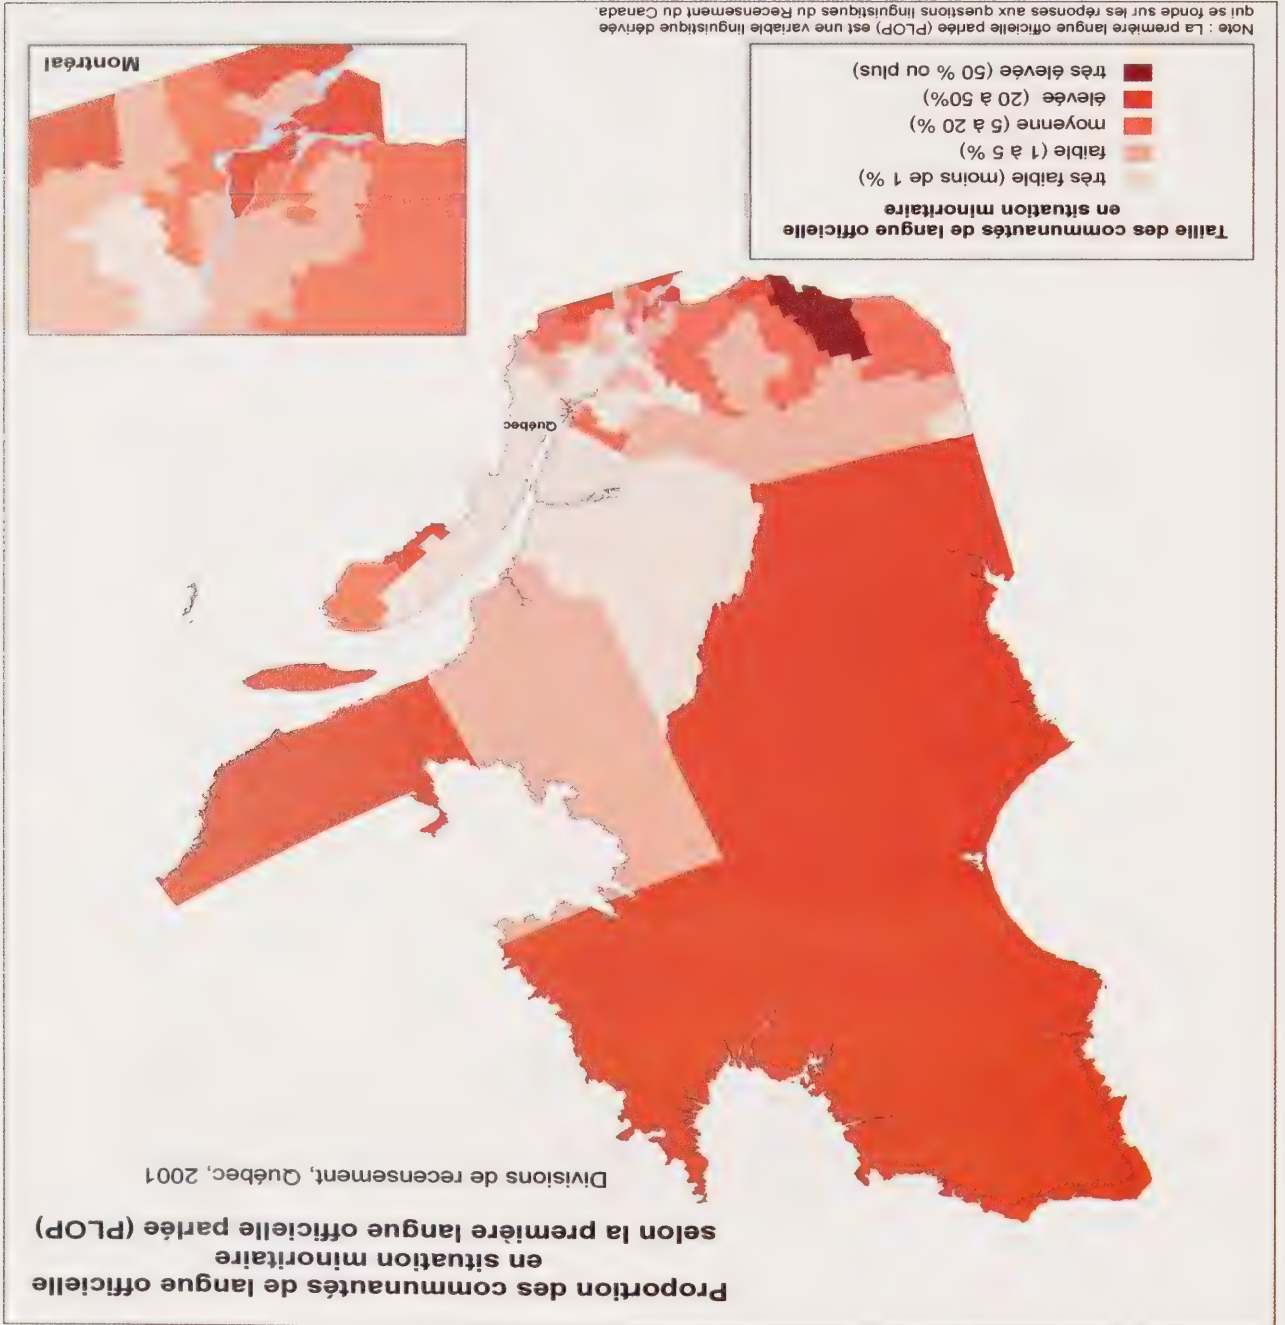 Proportion des communautés de langue officielle
en situation minoritaire
selon la première langue officielle parlée (PLOP)
Divisions de recensement, Québec, 2001
Québec
Taille des communautés de langue officielle
en situation minoritaire
très faible (moins de 1 %)
faible (1 à 5 %)
moyenne (5 à 20 %)
élevée (20 à 50%)
très élevée (50 % ou plus)
Montréal
Note : La première langue officielle parlée (PLOP) est une variable linguistique dérivée
qui se fonde sur les réponses aux questions linguistiques du Recensement du Canada.